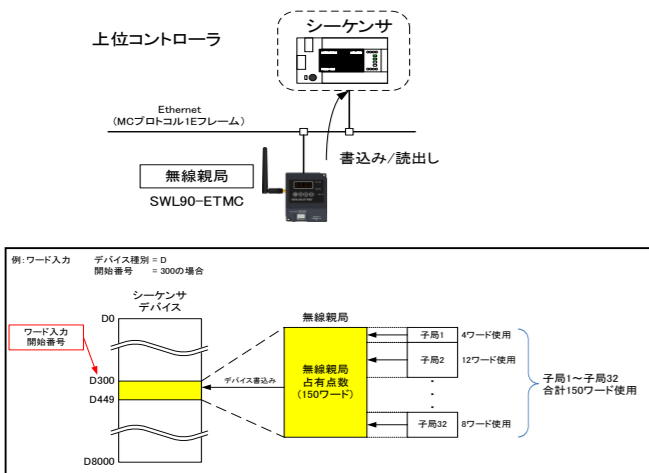 シーケンサ
上位コントローラ
Ethernet
(MCプロトコル1Eフレーム)
書込み/読出し
無線親局
SWL90-ETMC
例:ワード入力
デバイス種別 = D
開始番号 = 300の場合
シーケンサ
デバイス
D0
ワード入力
開始番号
D300
D449
D8000
デバイス書込み
無線親局
無線親局
占有点数
(150ワード)
子局1
4ワード使用
子局2
12ワード使用
子局32
8ワード使用
子局1~子局32
合計150ワード使用